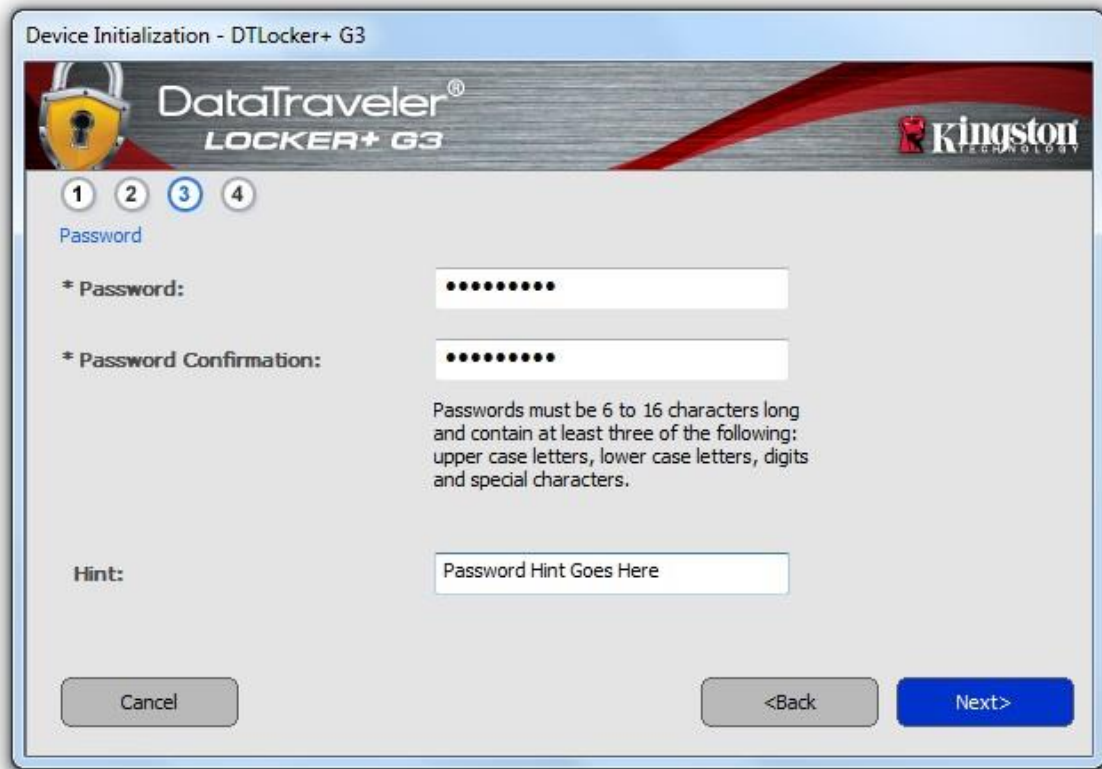 Device Initialization - DTLocker+ G3
DataTraveler®
LOCKER+ G3
Kingston
TECHNOLOGY
1 2 3 4
Password
* Password: •••••••••
* Password Confirmation: •••••••••
Passwords must be 6 to 16 characters long
and contain at least three of the following:
upper case letters, lower case letters, digits
and special characters.
Hint: Password Hint Goes Here
Cancel <Back Next>